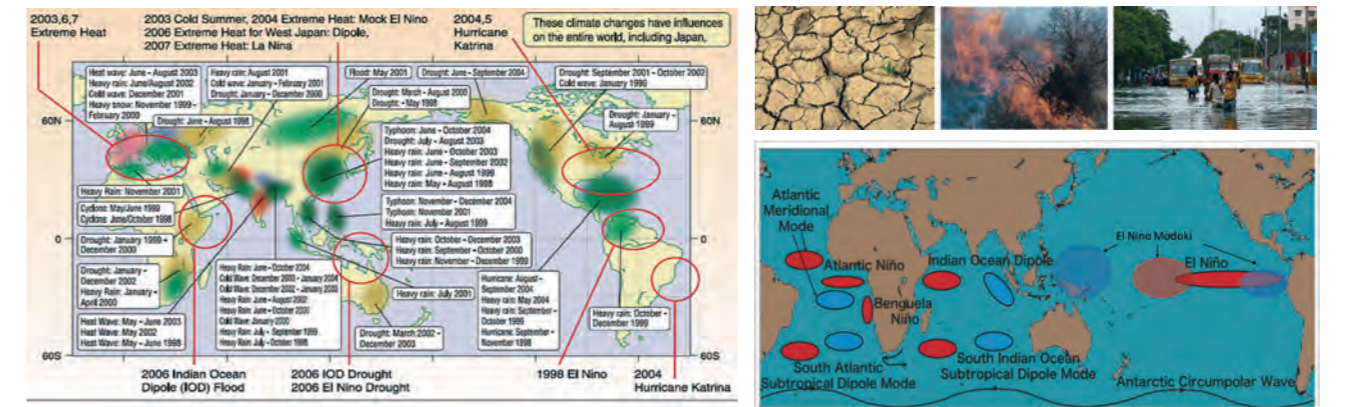 2003,6,7
Extreme Heat
2003 Cold Summer, 2004 Extreme Heat: Mock El Nino
2006 Extreme Heat for West Japan: Dipole,
2007 Extreme Heat: La Nina
2004,5
Hurricane
Katrina
These climate changes have influences
on the entire world, including Japan,
Heat wave: June - August 2003
Heavy rain: June/August 2002
Cold wave: December 2001
Heavy snow: November 1999 -
February 2000
Heavy rain: August 2001
Cold wave: January - February 2001
Drought: January - December 2000
Flood: May 2001
Drought: June - September 2004
Drought: September 2001 - October 2002
Cold wave: January 1990
Drought: March - August 2000
Drought: - May 1998
Drought: January -
August 1999
Drought: June - August 1998
60N
60N
Typhoon: June - October 2004
Drought: July - August 2003
Heavy rain: June - October 2003
Heavy rain: June - September 2002
Heavy rain: June - August 1999
Heavy rain: May - August 1998
Heavy Rain: November 2001
Cyclone: May/June 1999
Cyclone: June/October 1998
Typhoon: November - December 2004
Typhoon: November 2001
Heavy rain: July - August 1999
Drought: January 1999 -
December 2000
0
0
Heavy rain: October - December 2003
Heavy rain: September - October 2000
Heavy rain: November - December 1999
Drought: January -
December 2002
Heavy Rain: January -
April 2000
Heavy Rain: June - October 2004
Cold Wave: December 2003 - January 2004
Cold Wave: December 2002 - January 2003
Heavy Rain: June - August 2002
Heavy Rain: June - October 2000
Cold Wave: January 2000
Heavy Rain: July - September 1999
Heavy Rain: July - October 1998
Heavy rain: July 2001
Hurricane: August -
September 2004
Heavy rain: May 2004
Heavy rain: September -
October 1999
Hurricane: September -
November 1998
Heavy rain: October -
December 1999
Heat Wave: May - June 2003
Heat Wave: May 2002
Heat Wave: May - June 1998
Drought: March 2002 -
December 2003
60S
60S
2006 Indian Ocean
Dipole (IOD) Flood
2006 IOD Drought
2006 El Nino Drought
1998 El Nino
2004
Hurricane Katrina
Atlantic
Meridional
Mode
El Nino Modoki
Atlantic Niño
Indian Ocean Dipole
El Niño
Benguela
Niño
South Atlantic
Subtropical Dipole Mode
South Indian Ocean
Subtropical Dipole Mode
Antarctic Circumpolar Wave